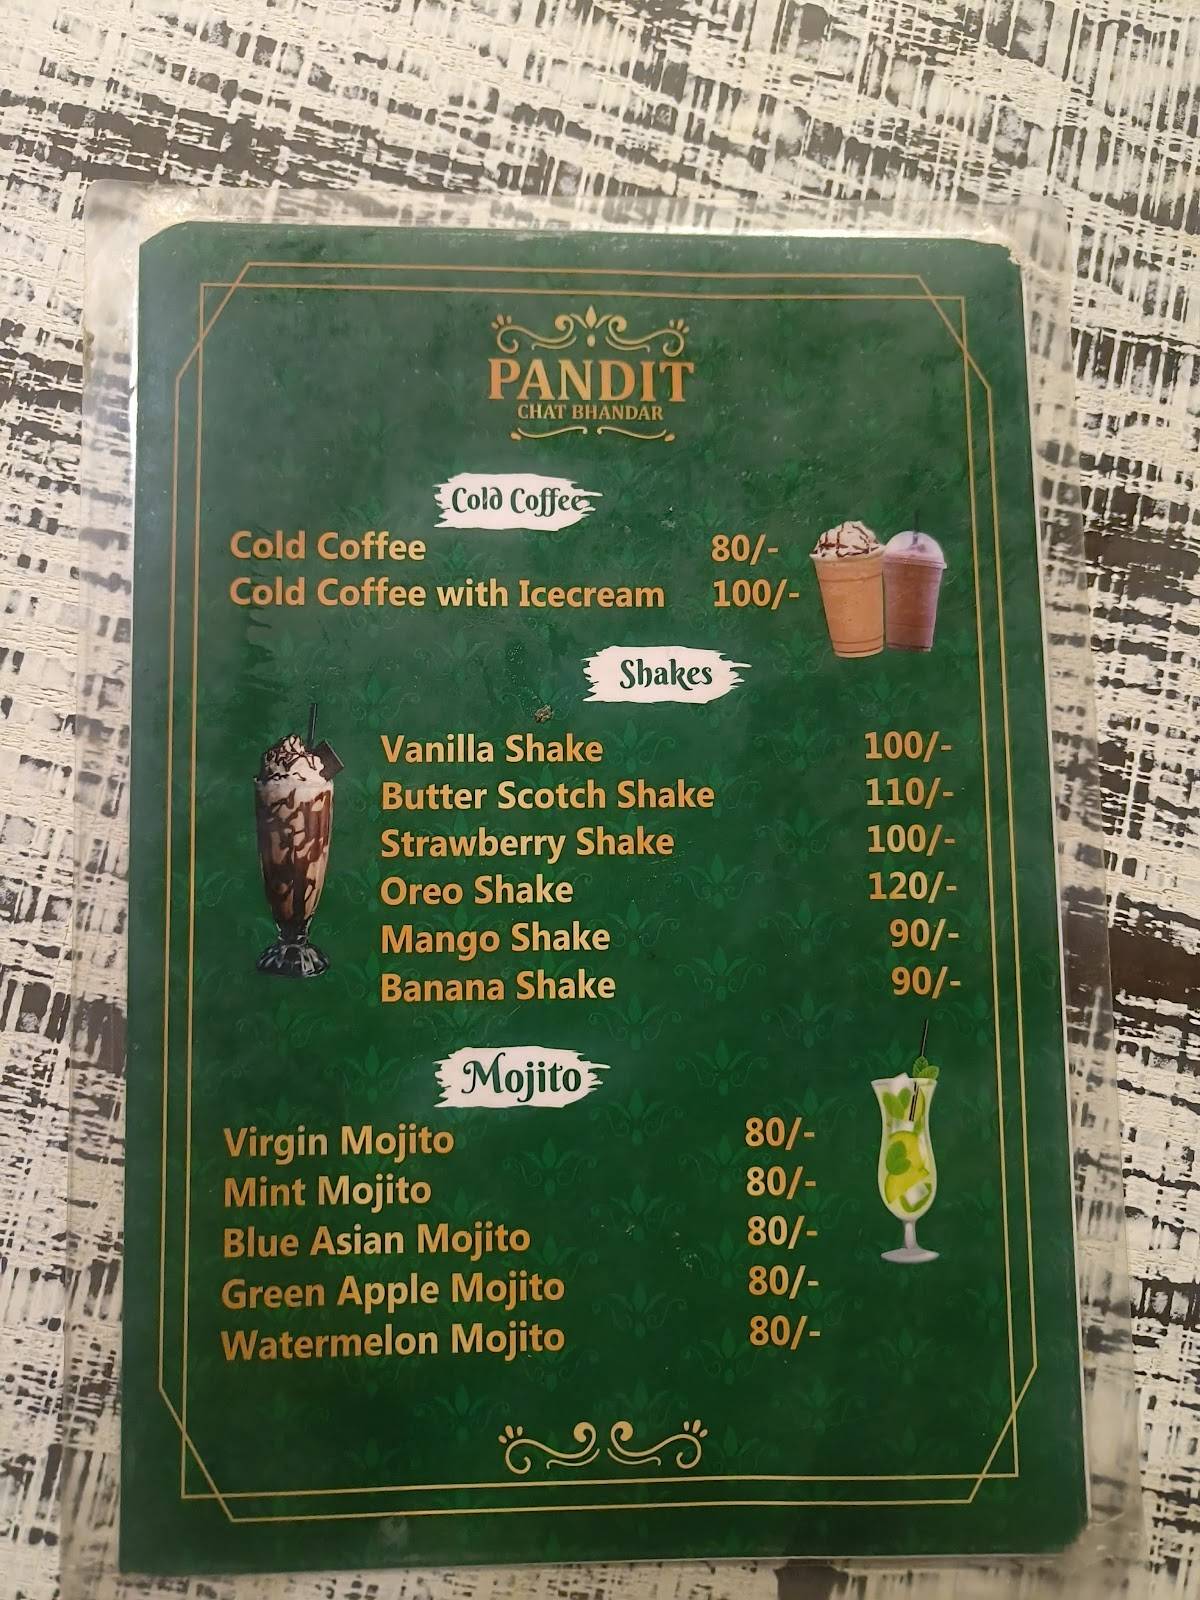 PANDIT
CHAT BHANDAR
Cold Coffee
Cold Coffee 80/-
Cold Coffee with Icecream 100/-
Shakes
Vanilla Shake 100/-
Butter Scotch Shake 110/-
Strawberry Shake 100/-
Oreo Shake 120/-
Mango Shake 90/-
Banana Shake 90/-
Mojito
Virgin Mojito 80/-
Mint Mojito 80/-
Blue Asian Mojito 80/-
Green Apple Mojito 80/-
Watermelon Mojito 80/-